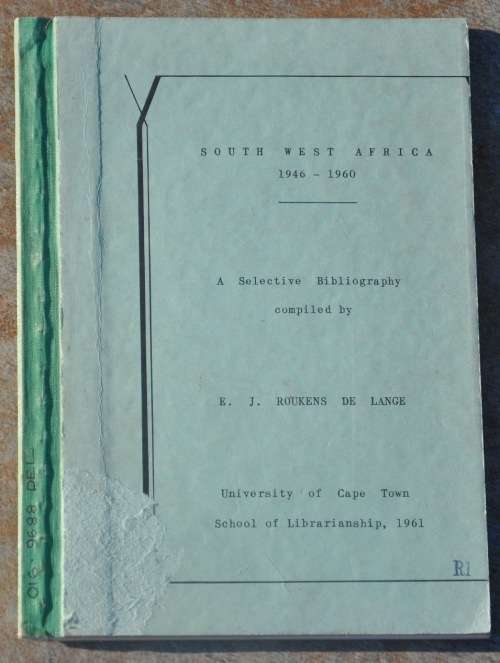 SOUTH WEST AFRICA
1946 - 1960
A Selective Bibliography
compiled by
E. J. ROUKENS DE LANGE
University of Cape Town
School of Librarianship, 1961
R1
016.9688 DEL